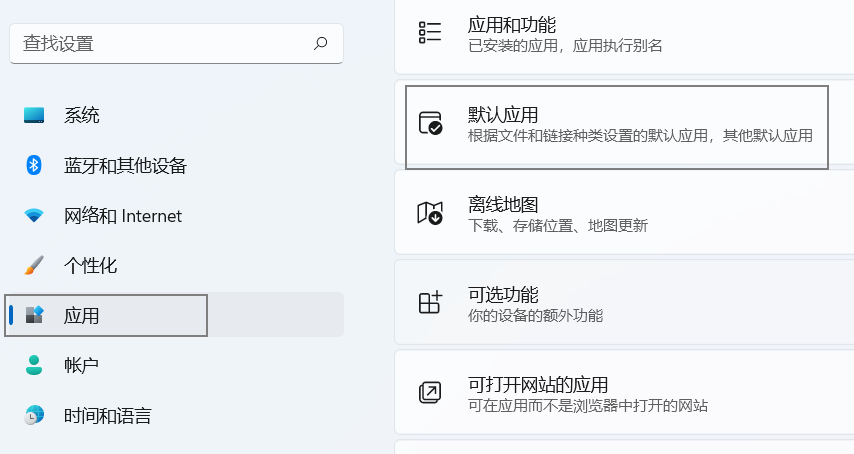 查找设置
系统
蓝牙和其他设备
网络和 Internet
个性化
应用
帐户
时间和语言
应用和功能
已安装的应用，应用执行别名
默认应用
根据文件和链接种类设置的默认应用，其他默认应用
离线地图
下载、存储位置、地图更新
可选功能
你的设备的额外功能
可打开网站的应用
可在应用而不是浏览器中打开的网站